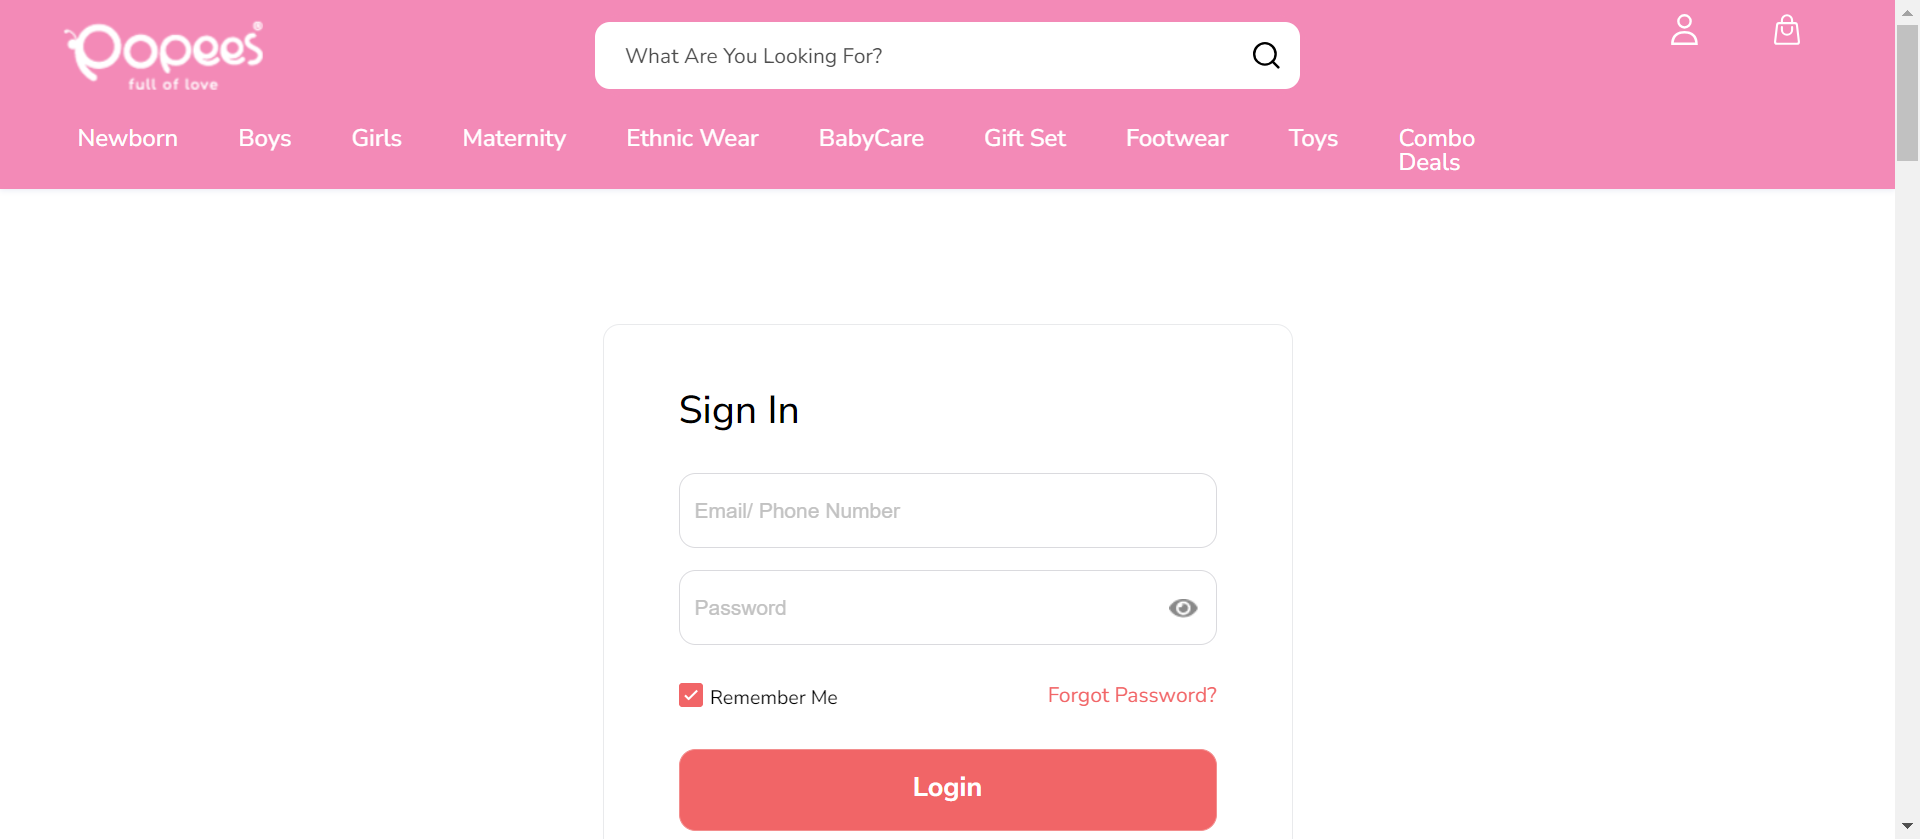 Popees®
full of love
What Are You Looking For?
Newborn Boys Girls Maternity Ethnic Wear BabyCare Gift Set Footwear Toys Combo
Deals
Sign In
Email/ Phone Number
Password
Remember Me Forgot Password?
Login